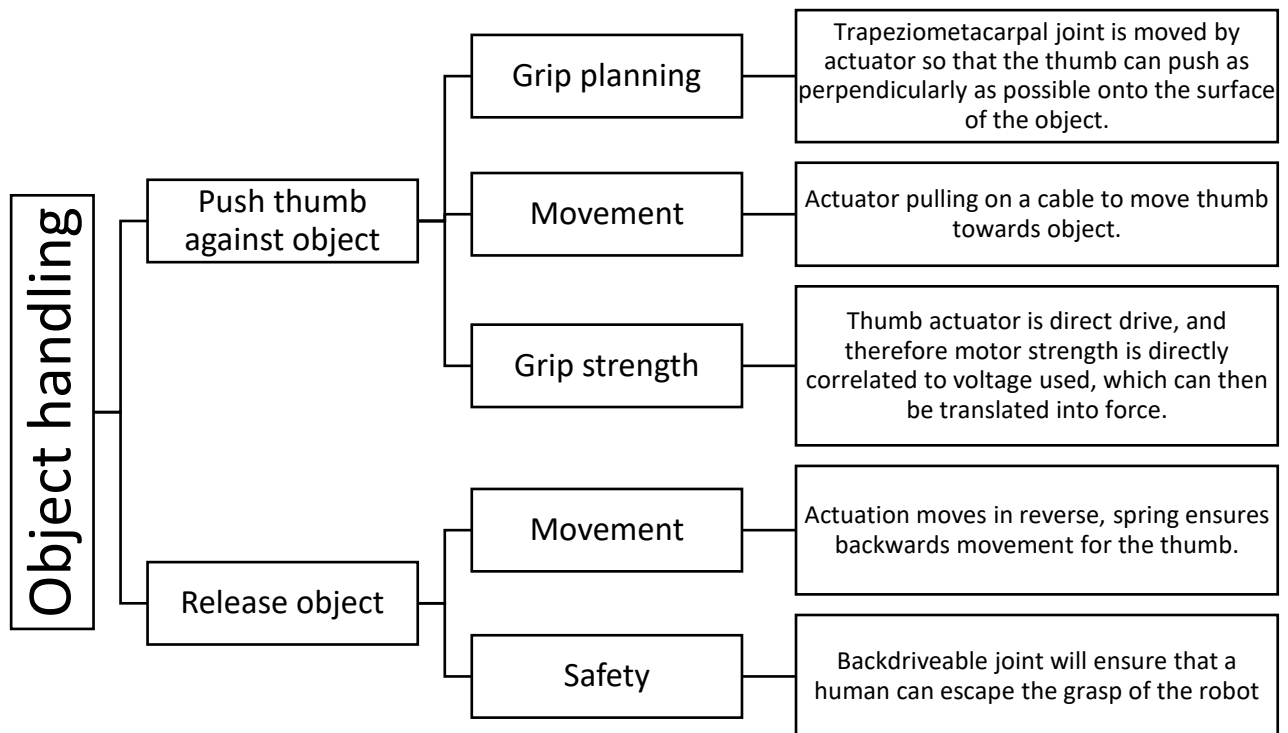 Object handling
Push thumb
against object
Grip planning
Trapeziometacarpal joint is moved by
actuator so that the thumb can push as
perpendicularly as possible onto the surface
of the object.
Movement
Actuator pulling on a cable to move thumb
towards object.
Grip strength
Thumb actuator is direct drive, and
therefore motor strength is directly
correlated to voltage used, which can then
be translated into force.
Release object
Movement
Actuation moves in reverse, spring ensures
backwards movement for the thumb.
Safety
Backdriveable joint will ensure that a
human can escape the grasp of the robot